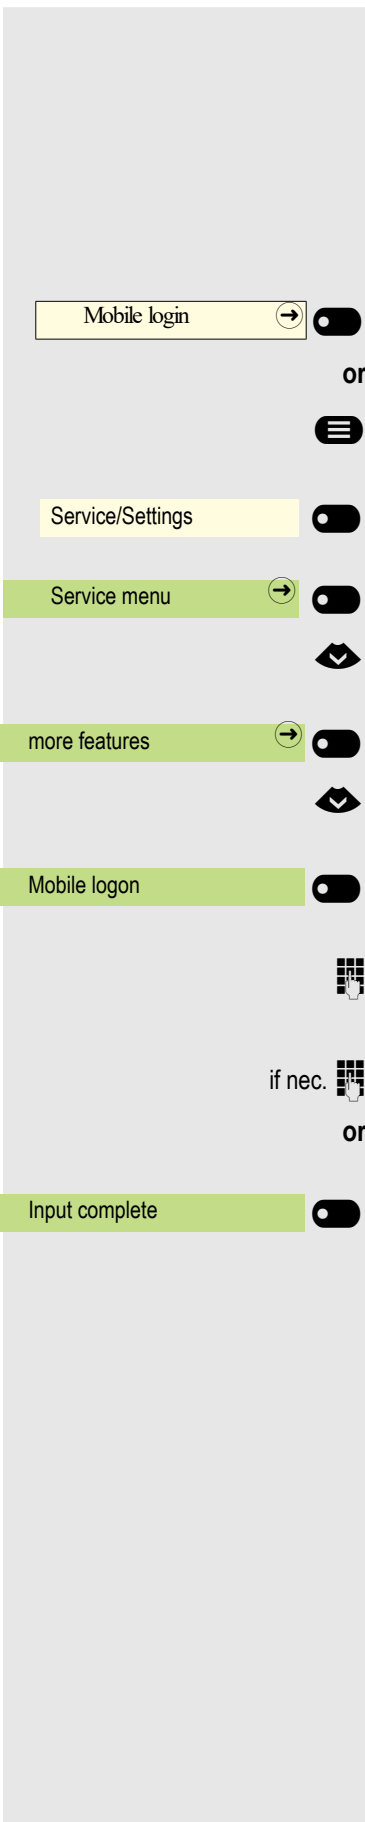 Mobile login
or
Service/Settings
Service menu
more features
Mobile logon
if nec.
or
Input complete